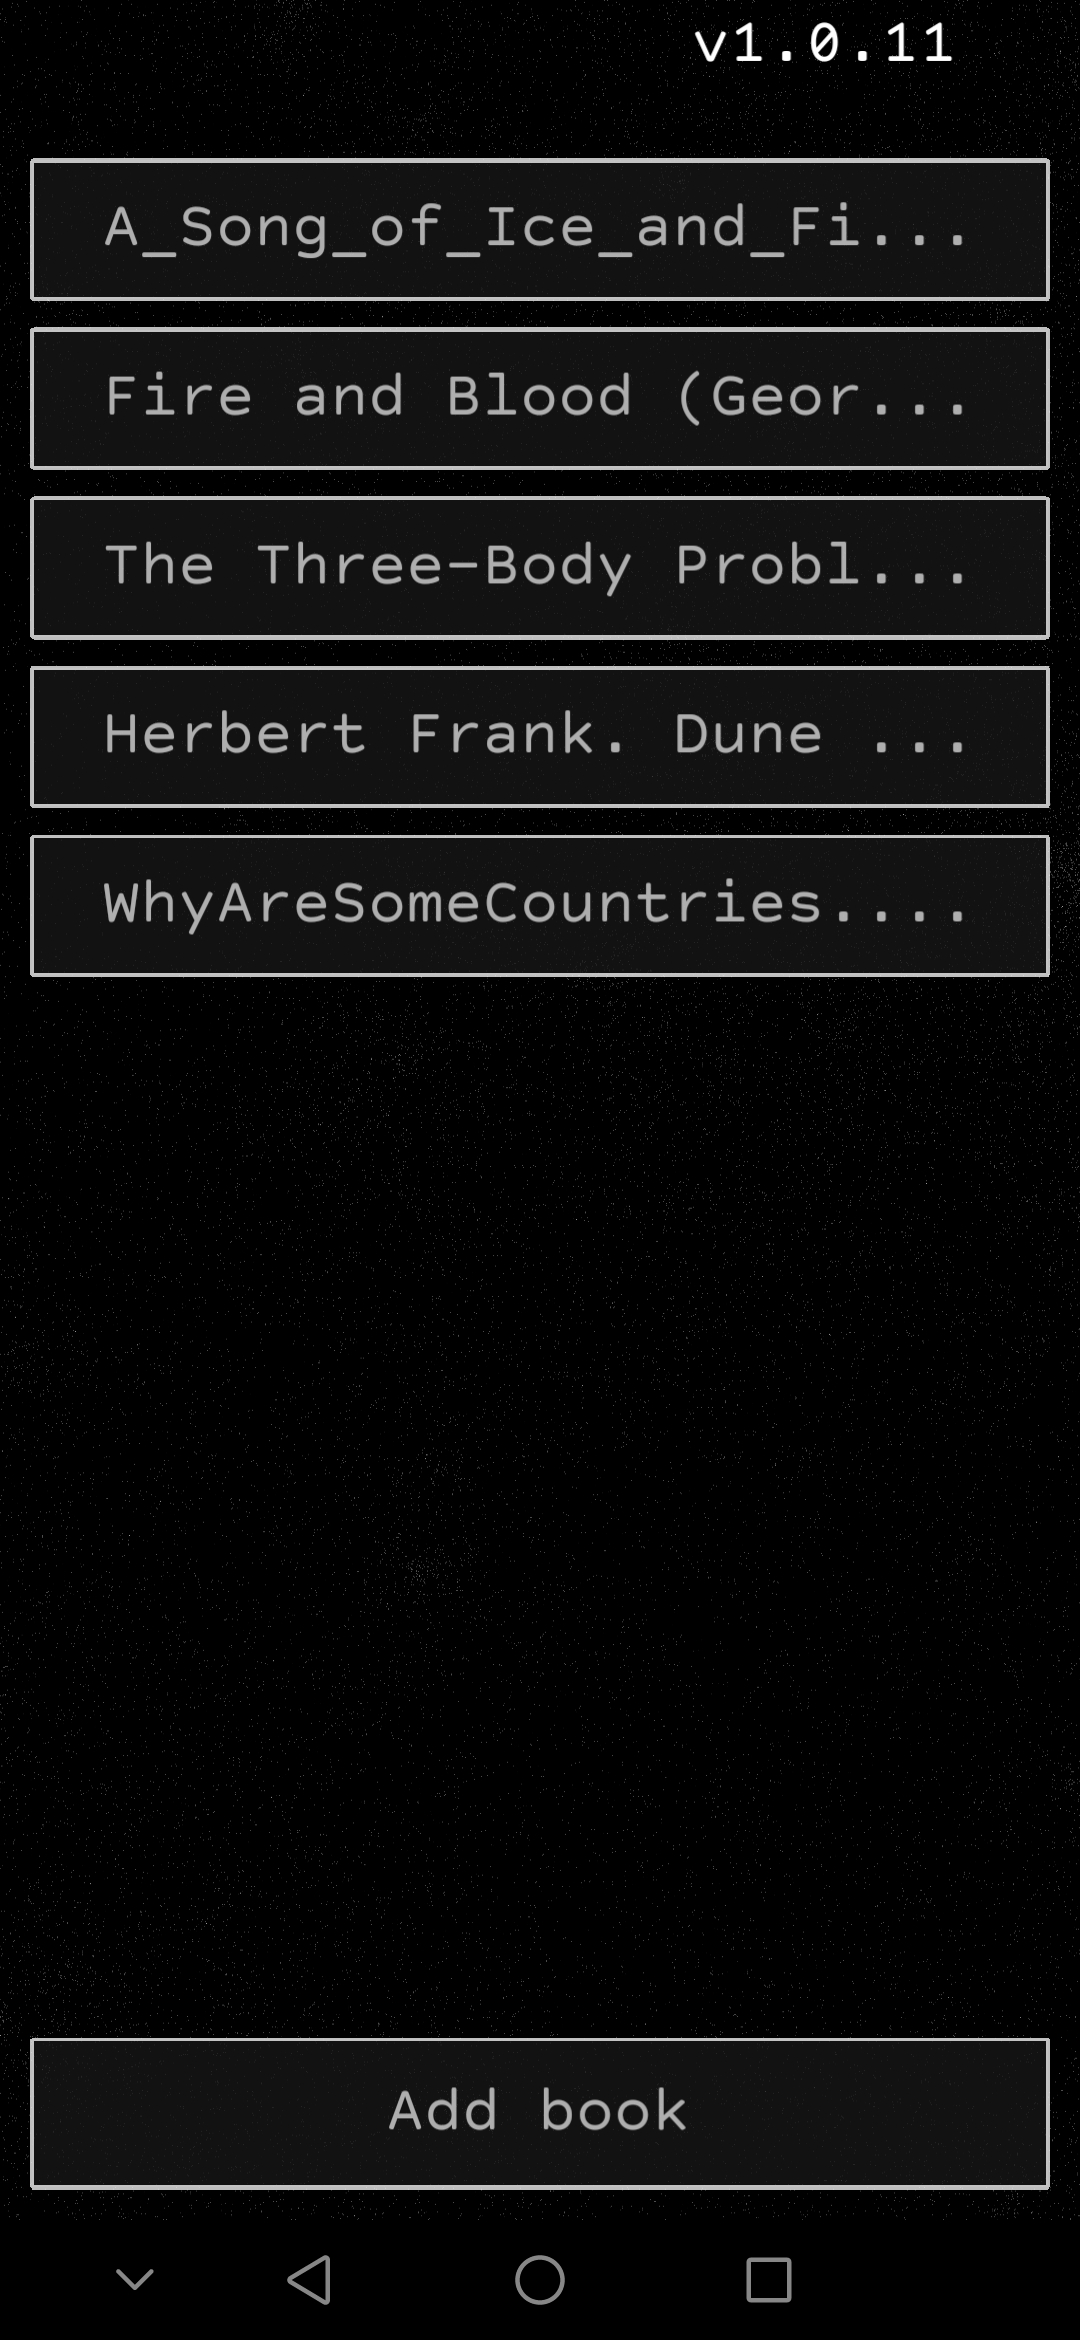 v1.0.11
A_Song_of_Ice_and_Fi...
Fire and Blood (Geor...
The Three-Body Probl...
Herbert Frank. Dune ...
WhyAreSomeCountries....
Add book